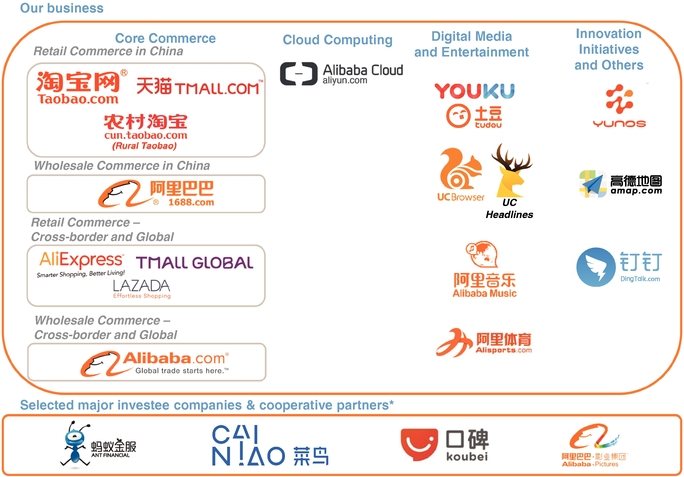 Our business
Core Commerce
Retail Commerce in China
淘宝网®
Taobao.com
天猫 TMALL.COM™
农村淘宝
cun.taobao.com
(Rural Taobao)
Wholesale Commerce in China
阿里巴巴
® 1688.com
Retail Commerce –
Cross-border and Global
AliExpress®
Smarter Shopping, Better Living!
TMALL GLOBAL
LAZADA
Effortless Shopping
Wholesale Commerce –
Cross-border and Global
Alibaba.com®
Global trade starts here.™
Cloud Computing
Alibaba Cloud
aliyun.com
Digital Media
and Entertainment
YOUKU
土豆
tudou
UCBrowser
UC
Headlines
阿里音乐
Alibaba Music
阿里体育
Alisports.com
Innovation
Initiatives
and Others
YUNOS
高德地图
amap.com
钉钉
DingTalk.com
Selected major investee companies & cooperative partners*
蚂蚁金服
ANT FINANCIAL
CAI
NIAO 菜鸟
口碑
koubei
阿里巴巴·影业集团
Alibaba·Pictures